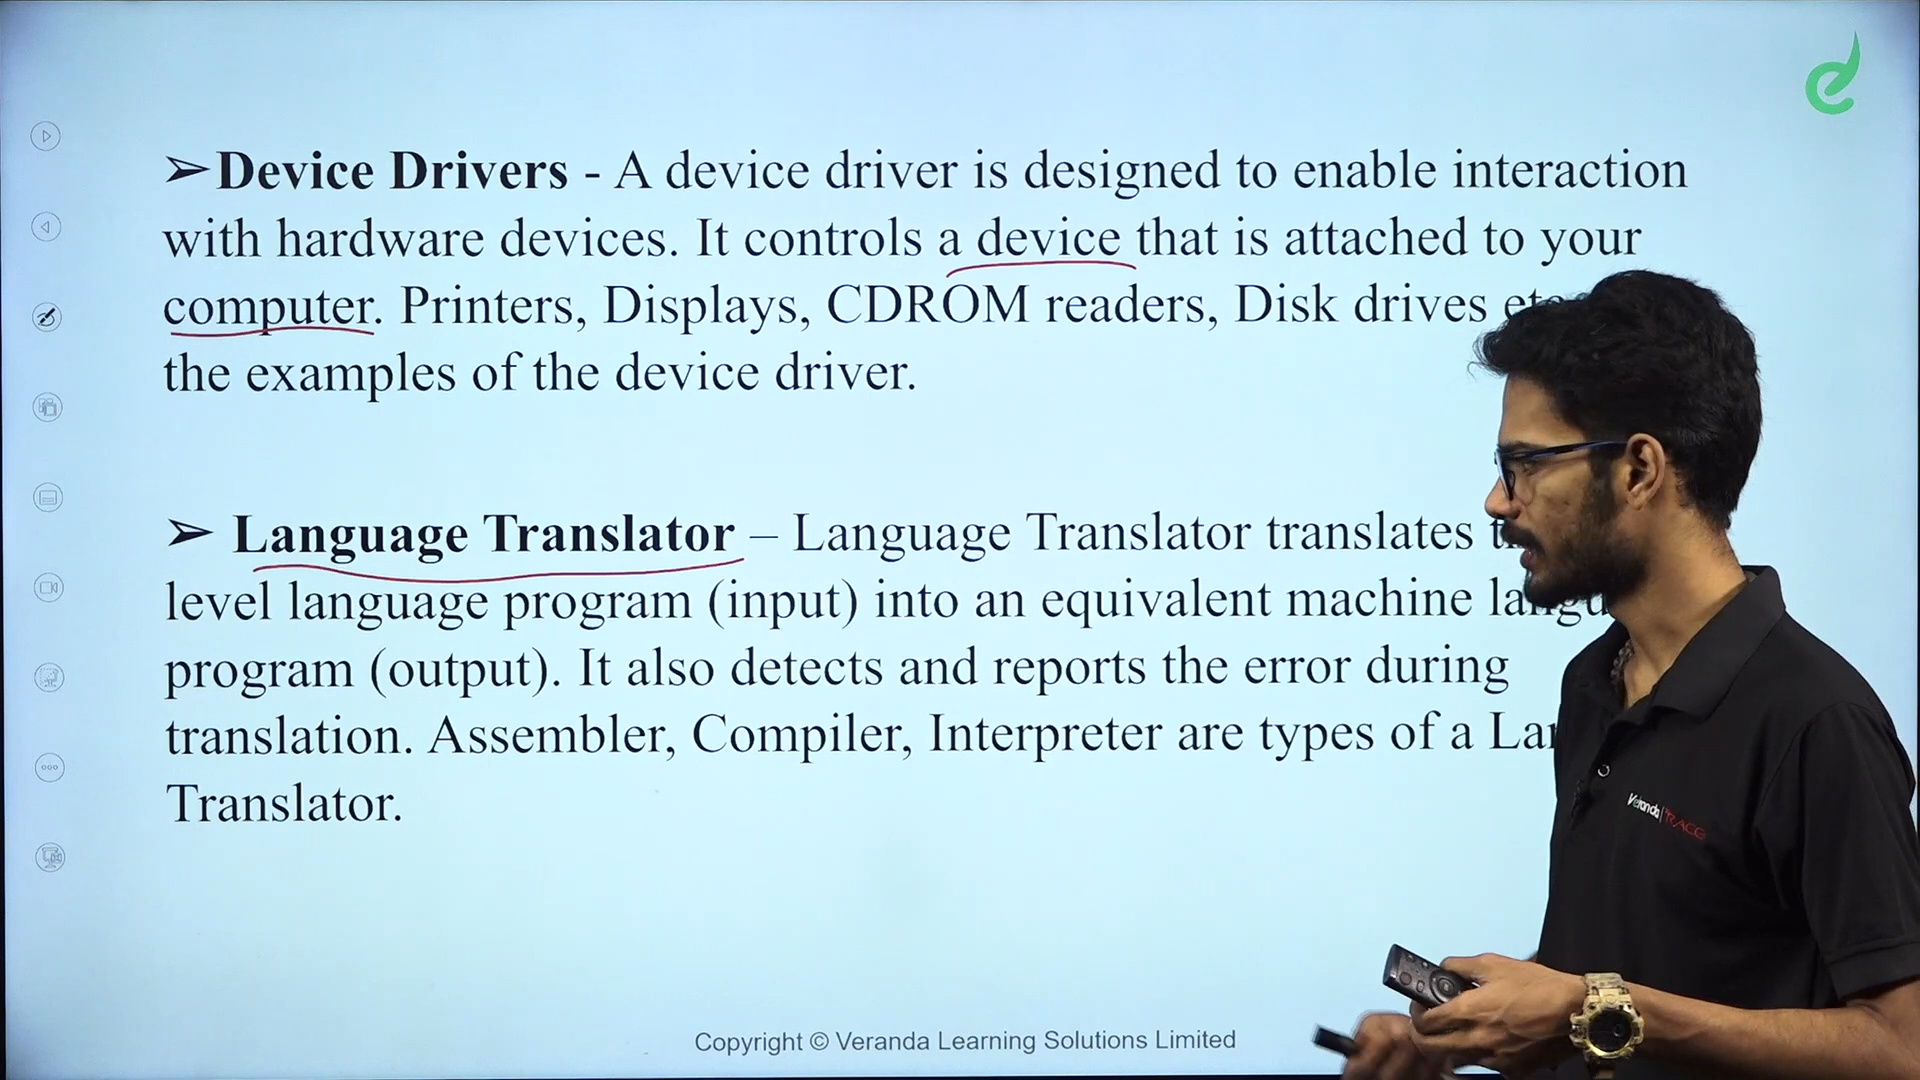 ➢Device Drivers - A device driver is designed to enable interaction
with hardware devices. It controls a device that is attached to your
computer. Printers, Displays, CDROM readers, Disk drives
the examples of the device driver.
➢ Language Translator – Language Translator translates
level language program (input) into an equivalent machine
program (output). It also detects and reports the error during
translation. Assembler, Compiler, Interpreter are types of a
Translator.
Veranda RACE
Copyright © Veranda Learning Solutions Limited